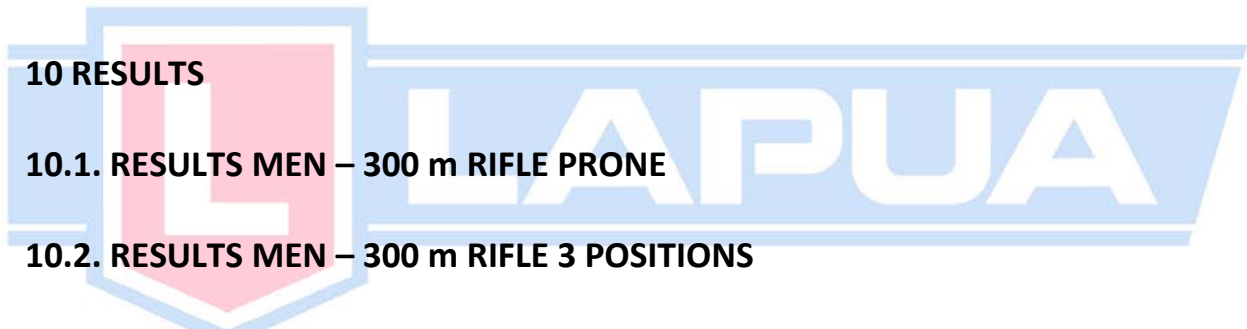 10 RESULTS
10.1. RESULTS MEN – 300 m RIFLE PRONE
10.2. RESULTS MEN – 300 m RIFLE 3 POSITIONS
L LAPUA